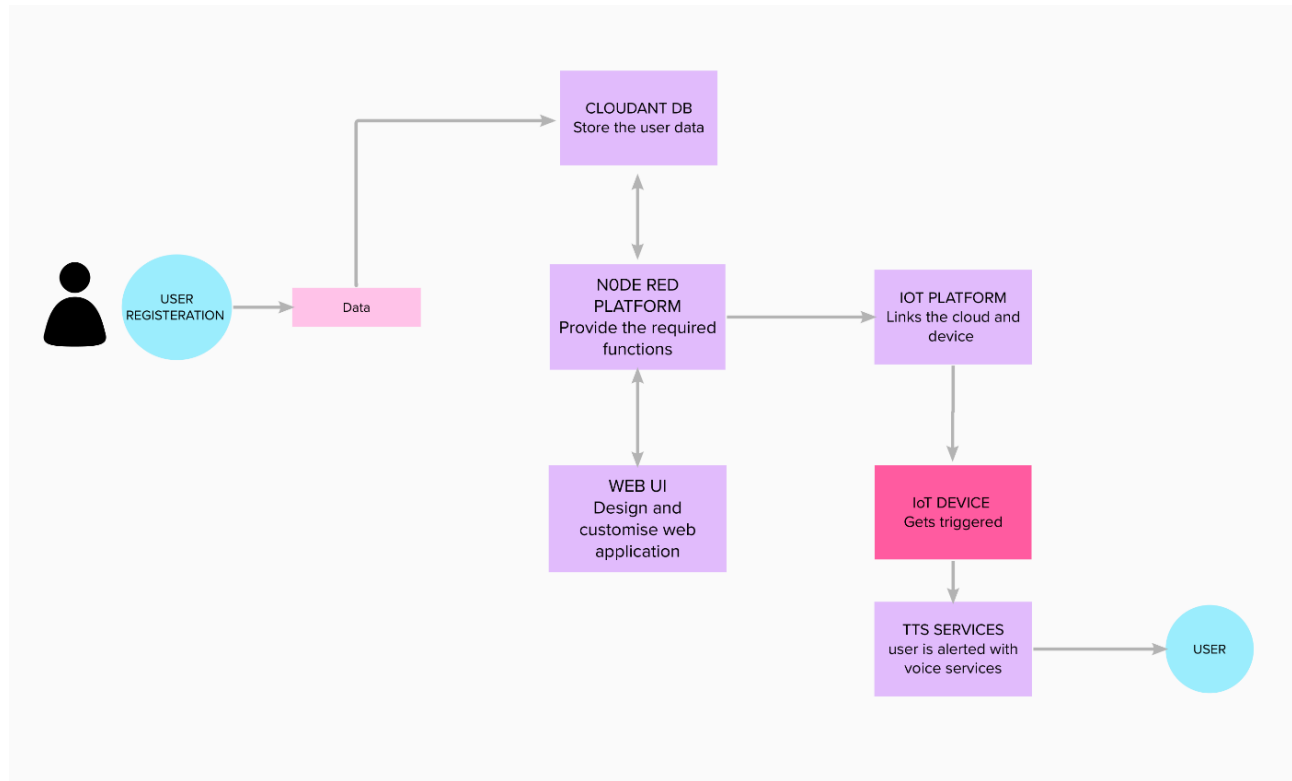 CLOUDANT DB
Store the user data
USER
REGISTERATION
Data
N0DE RED
PLATFORM
Provide the required
functions
IOT PLATFORM
Links the cloud and
device
WEB UI
Design and
customise web
application
IoT DEVICE
Gets triggered
TTS SERVICES
user is alerted with
voice services
USER